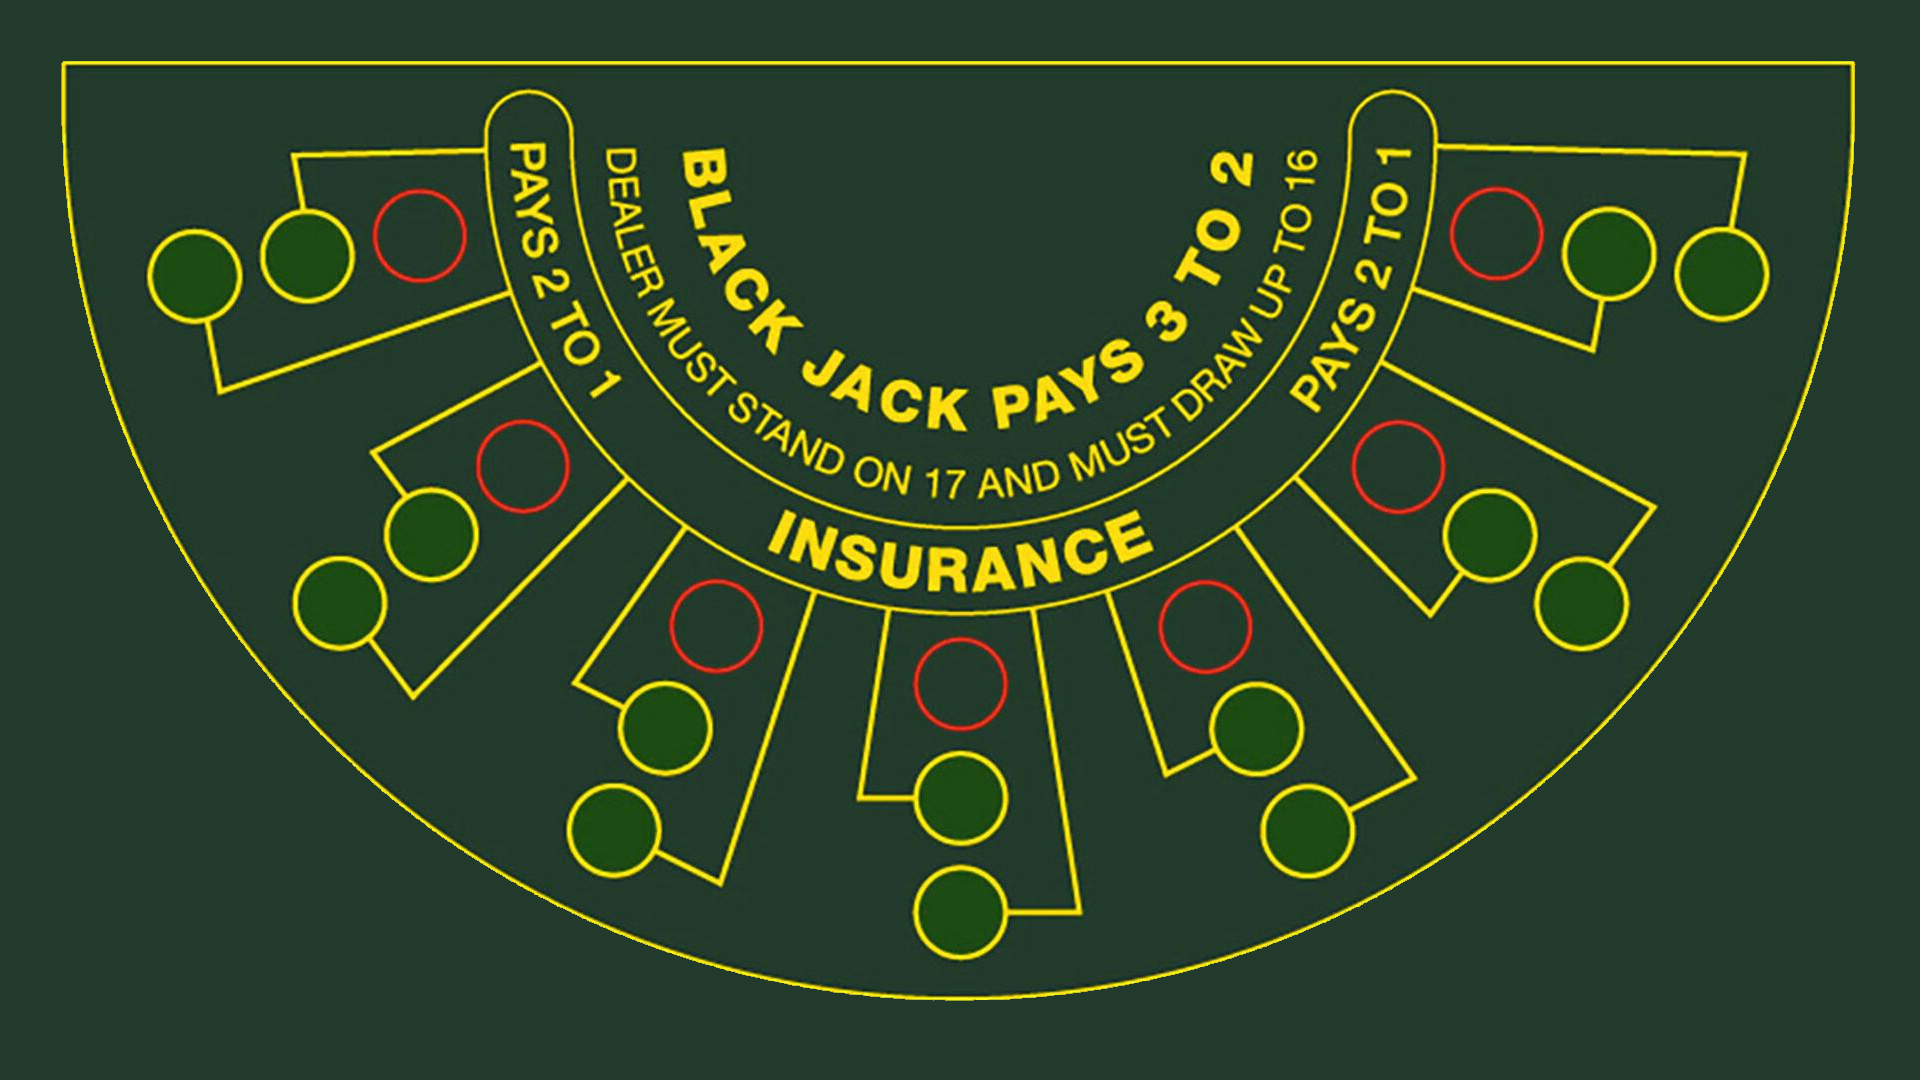 BLACK JACK PAYS 3 TO 2
DEALER MUST STAND ON 17 AND MUST DRAW UP TO 16
PAYS 2 TO 1
INSURANCE
PAYS 2 TO 1